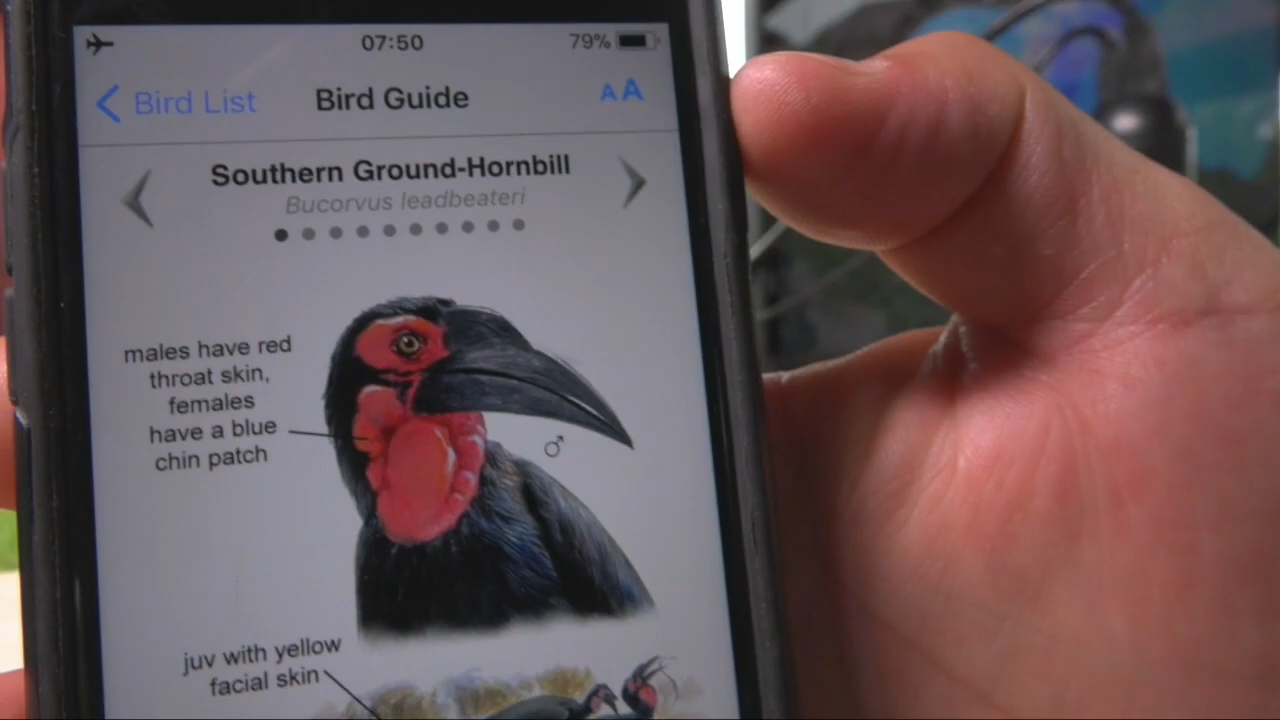 07:50
79%
Bird List
Bird Guide
AA
Southern Ground-Hornbill
Bucorvus leadbeateri
males have red
throat skin,
females
have a blue
chin patch
♂
juv with yellow
facial skin